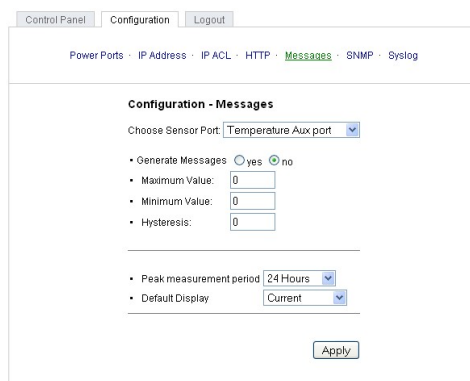 Control Panel Configuration Logout
Power Ports · IP Address · IP ACL · HTTP · Messages · SNMP · Syslog
Configuration - Messages
Choose Sensor Port: Temperature Aux port
• Generate Messages yes no
• Maximum Value: 0
• Minimum Value: 0
• Hysteresis: 0
• Peak measurement period 24 Hours
• Default Display Current
Apply